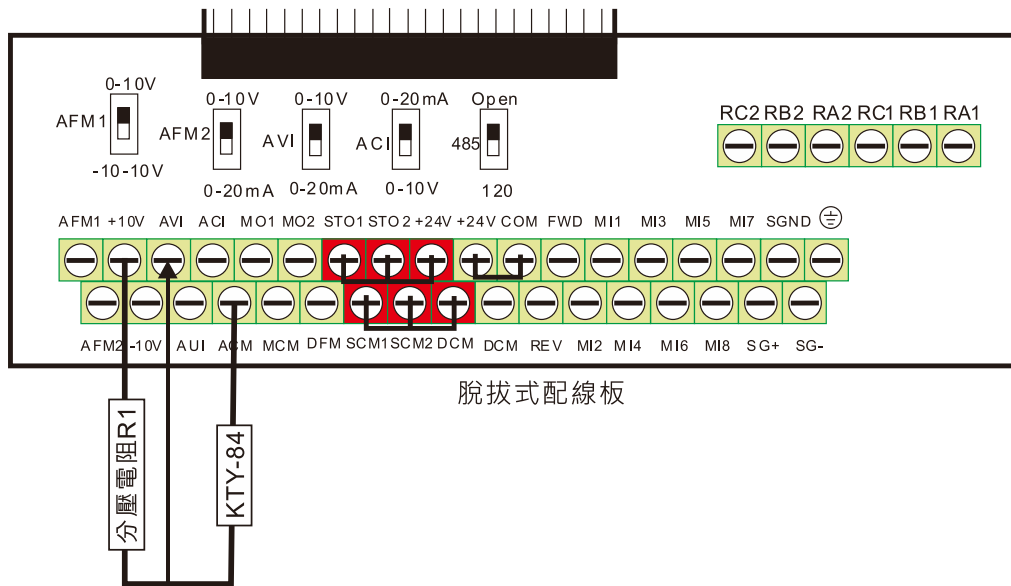 0-10V
AFM1
-10-10V
0-10V
AFM2
0-20mA
0-10V
AVI
0-20mA
0-20mA
ACI
0-10V
Open
485
120
RC2 RB2 RA2 RC1 RB1 RA1
AFM1 +10V AVI ACI MO1 MO2 STO1 STO2 +24V +24V COM FWD MI1 MI3 MI5 MI7 SGND
AFM2 -10V AUI ACM MCM DFM SCM1 SCM2 DCM DCM REV MI2 MI4 MI6 MI8 SG+ SG-
脫拔式配線板
分壓電阻R1
KTY-84